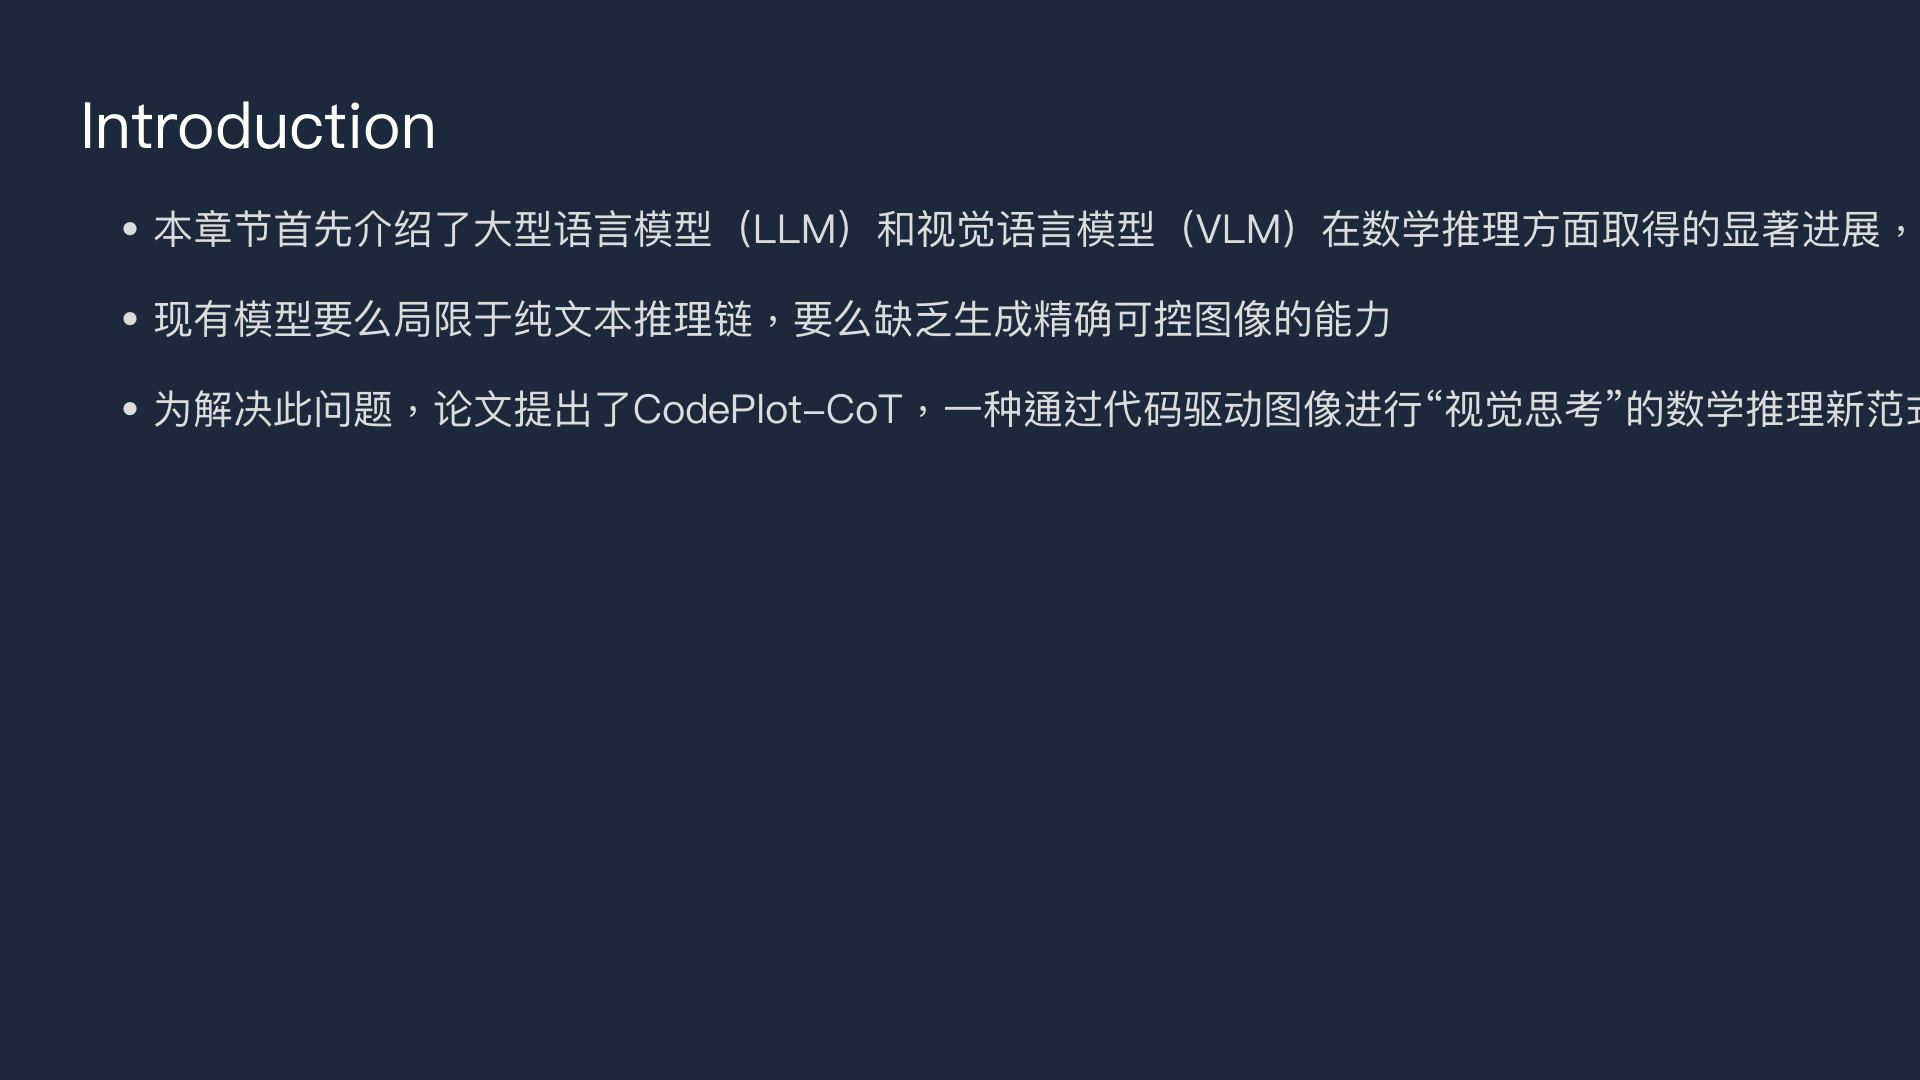 Introduction
• 本章节首先介绍了大型语言模型（LLM）和视觉语言模型（VLM）在数学推理方面取得的显著进展，
• 现有模型要么局限于纯文本推理链，要么缺乏生成精确可控图像的能力
• 为解决此问题，论文提出了CodePlot-CoT，一种通过代码驱动图像进行“视觉思考”的数学推理新范式